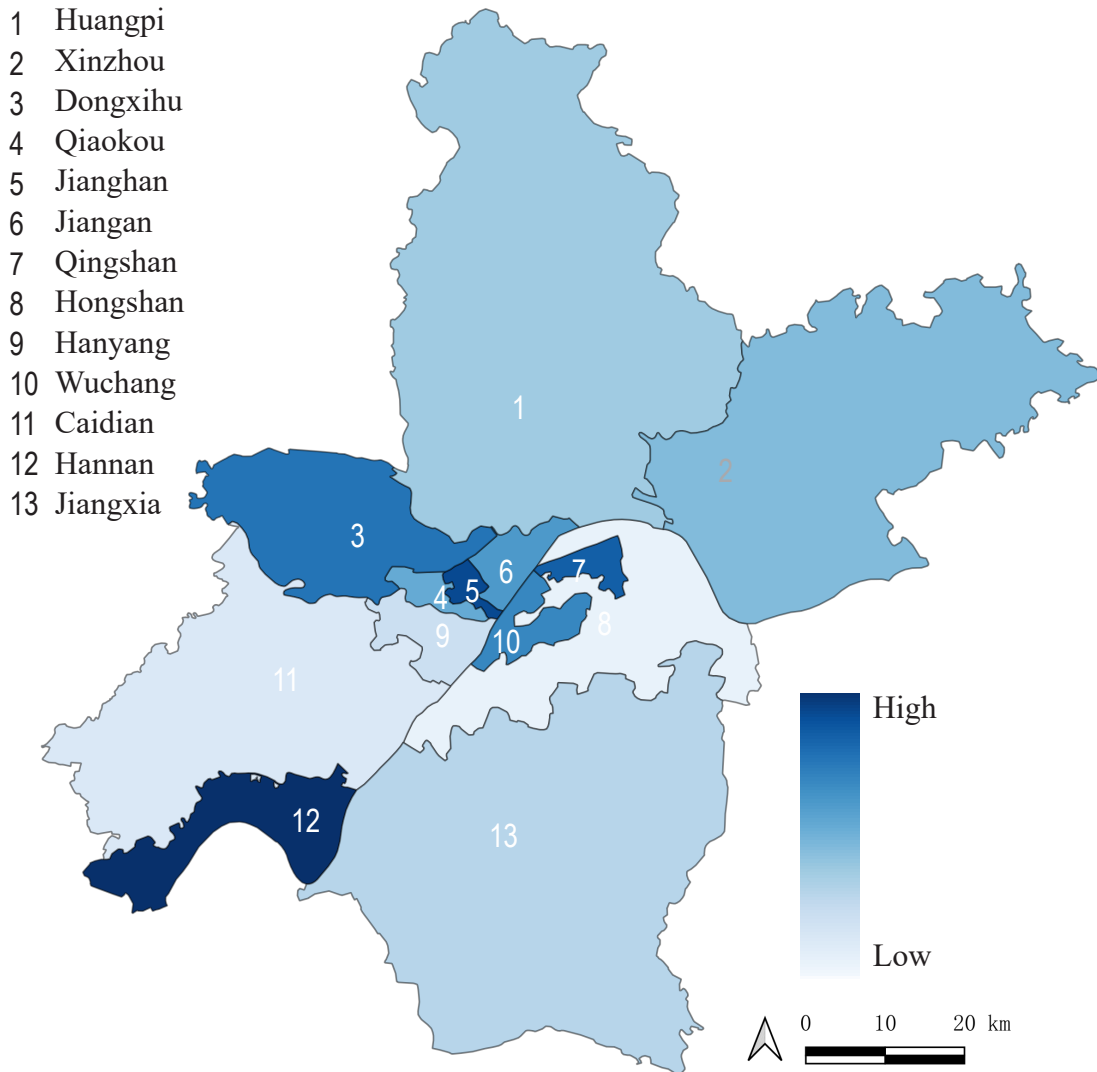 1 Huangpi
2 Xinzhou
3 Dongxihu
4 Qiaokou
5 Jianghan
6 Jiangan
7 Qingshan
8 Hongshan
9 Hanyang
10 Wuchang
11 Caidian
12 Hannan
13 Jiangxia
1
2
3
6
7
5
4
8
9
10
11
12
13
High
Low
0 10 20 km